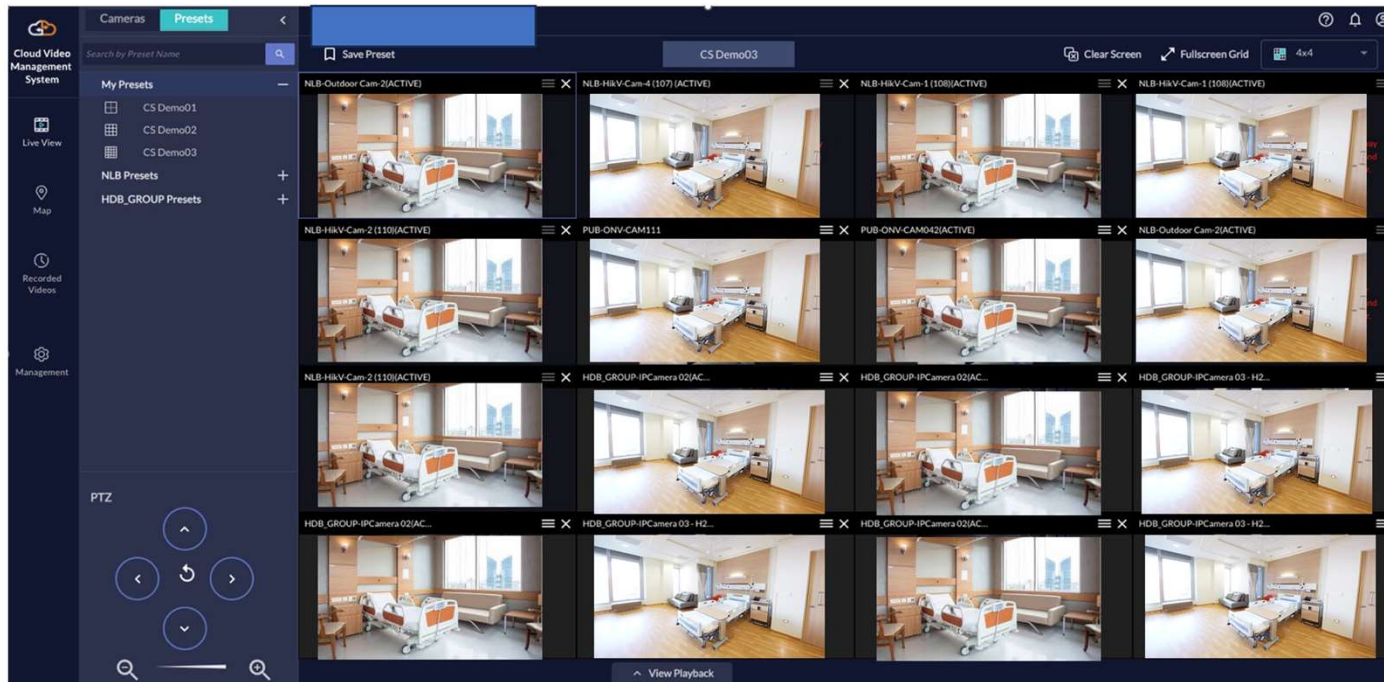 Cloud Video
Management
System
Live View
Map
Recorded
Videos
Management
Cameras Presets
Search by Preset Name
My Presets
CS Demo01
CS Demo02
CS Demo03
NLB Presets
HDB_GROUP Presets
PTZ
Save Preset CS Demo03 Clear Screen Fullscreen Grid 4x4
NLB-Outdoor Cam-2(ACTIVE) NLB-HikV-Cam-4 (107) (ACTIVE) NLB-HikV-Cam-1 (108)(ACTIVE) NLB-HikV-Cam-1 (108)(ACTIVE)
NLB-HikV-Cam-2 (110)(ACTIVE) PUB-ONV-CAM111 PUB-ONV-CAM042(ACTIVE) NLB-Outdoor Cam-2(ACTIVE)
NLB-HikV-Cam-2 (110)(ACTIVE) HDB_GROUP-IPCamera 02(AC... HDB_GROUP-IPCamera 02(AC... HDB_GROUP-IPCamera 03 - H2...
HDB_GROUP-IPCamera 02(AC... HDB_GROUP-IPCamera 03 - H2... HDB_GROUP-IPCamera 02(AC... HDB_GROUP-IPCamera 03 - H2...
View Playback